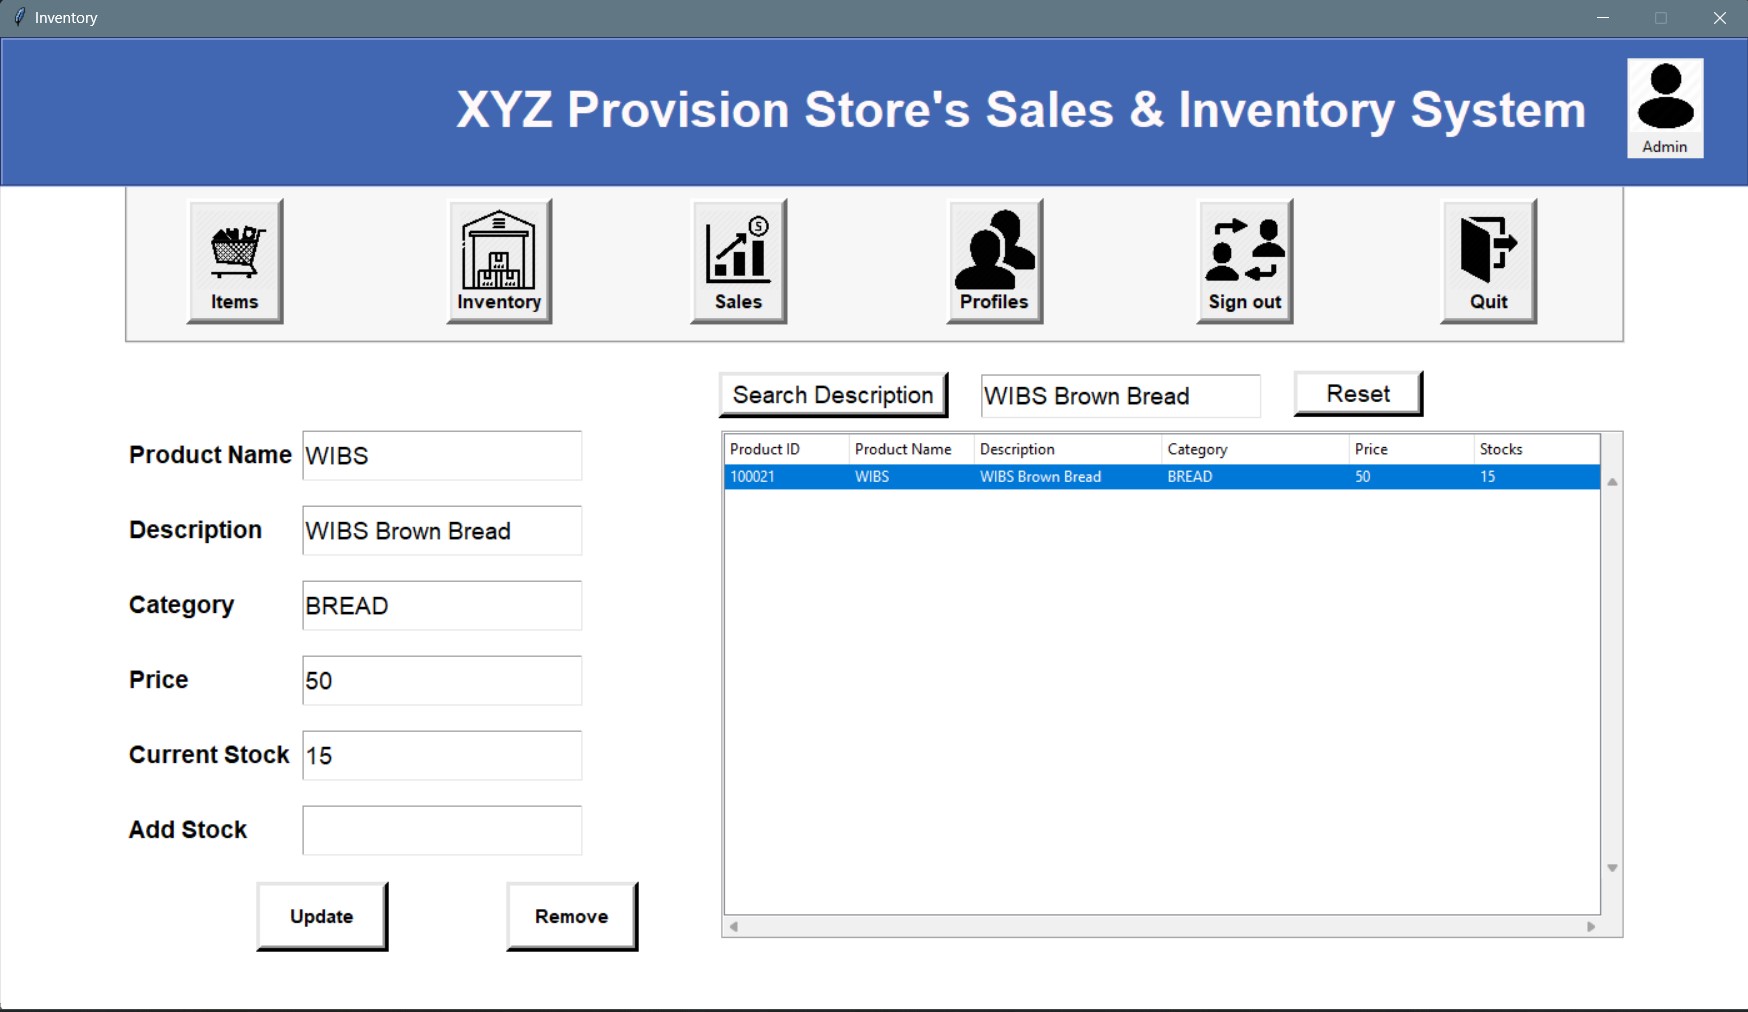 Inventory
XYZ Provision Store's Sales & Inventory System
Admin
Items Inventory Sales Profiles Sign out Quit
Search Description WIBS Brown Bread Reset
Product Name WIBS
Description WIBS Brown Bread
Category BREAD
Price 50
Current Stock 15
Add Stock
Update Remove
Product ID Product Name Description Category Price Stocks
100021 WIBS WIBS Brown Bread BREAD 50 15